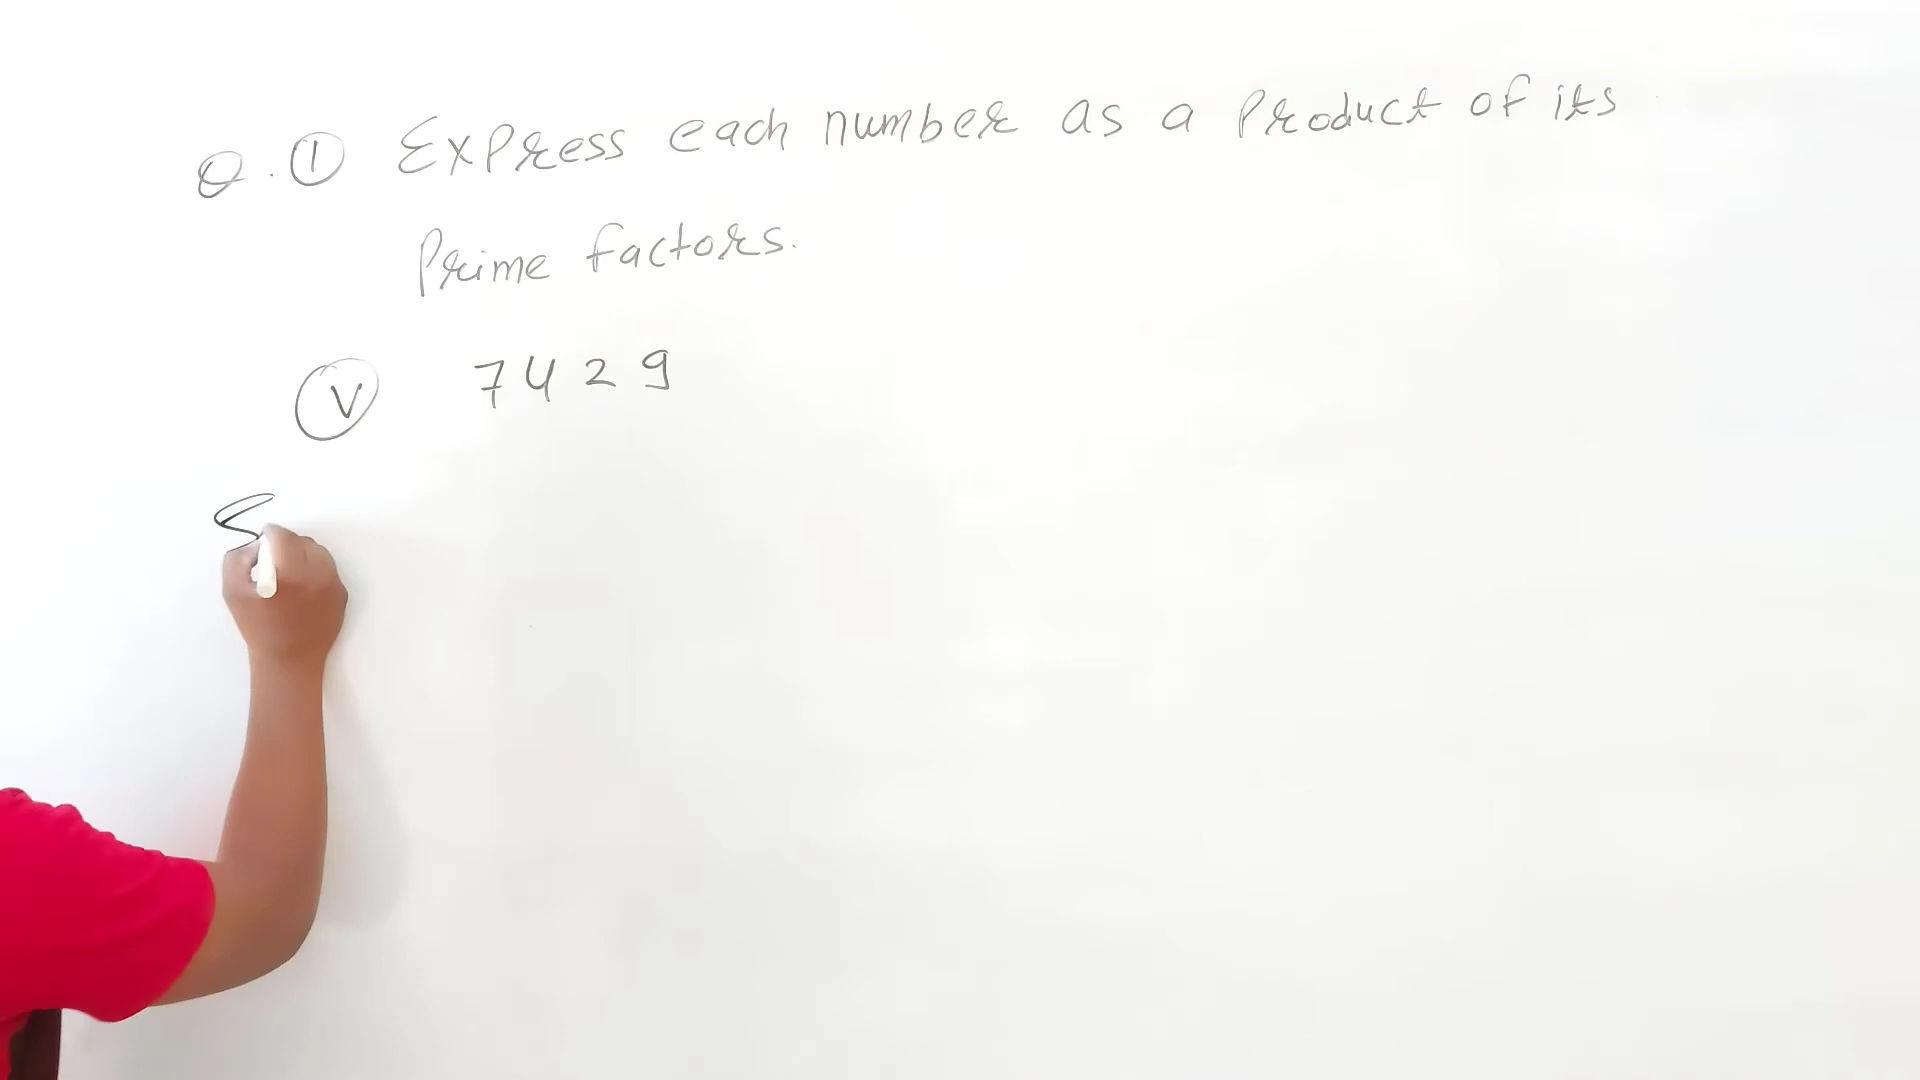 Q. 1 Express each number as a Product of its
Prime factors.
V 7429
S